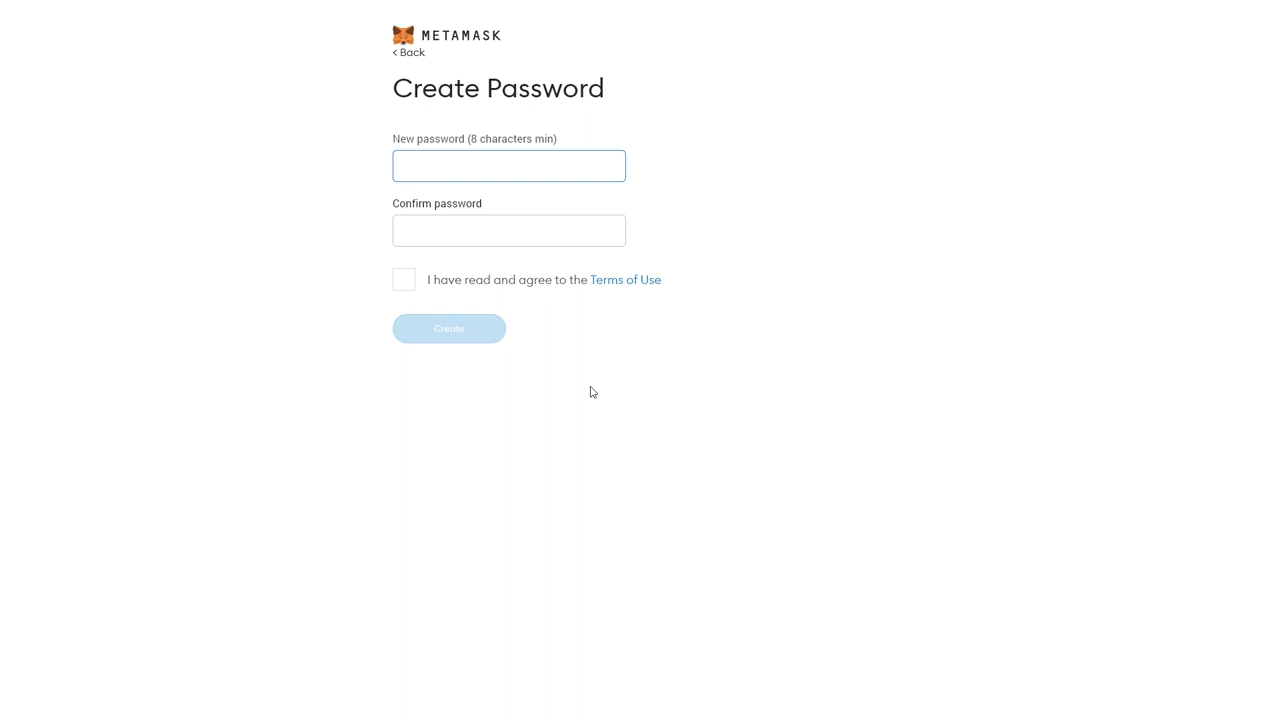 METAMASK
< Back
Create Password
New password (8 characters min)
Confirm password
I have read and agree to the Terms of Use
Create